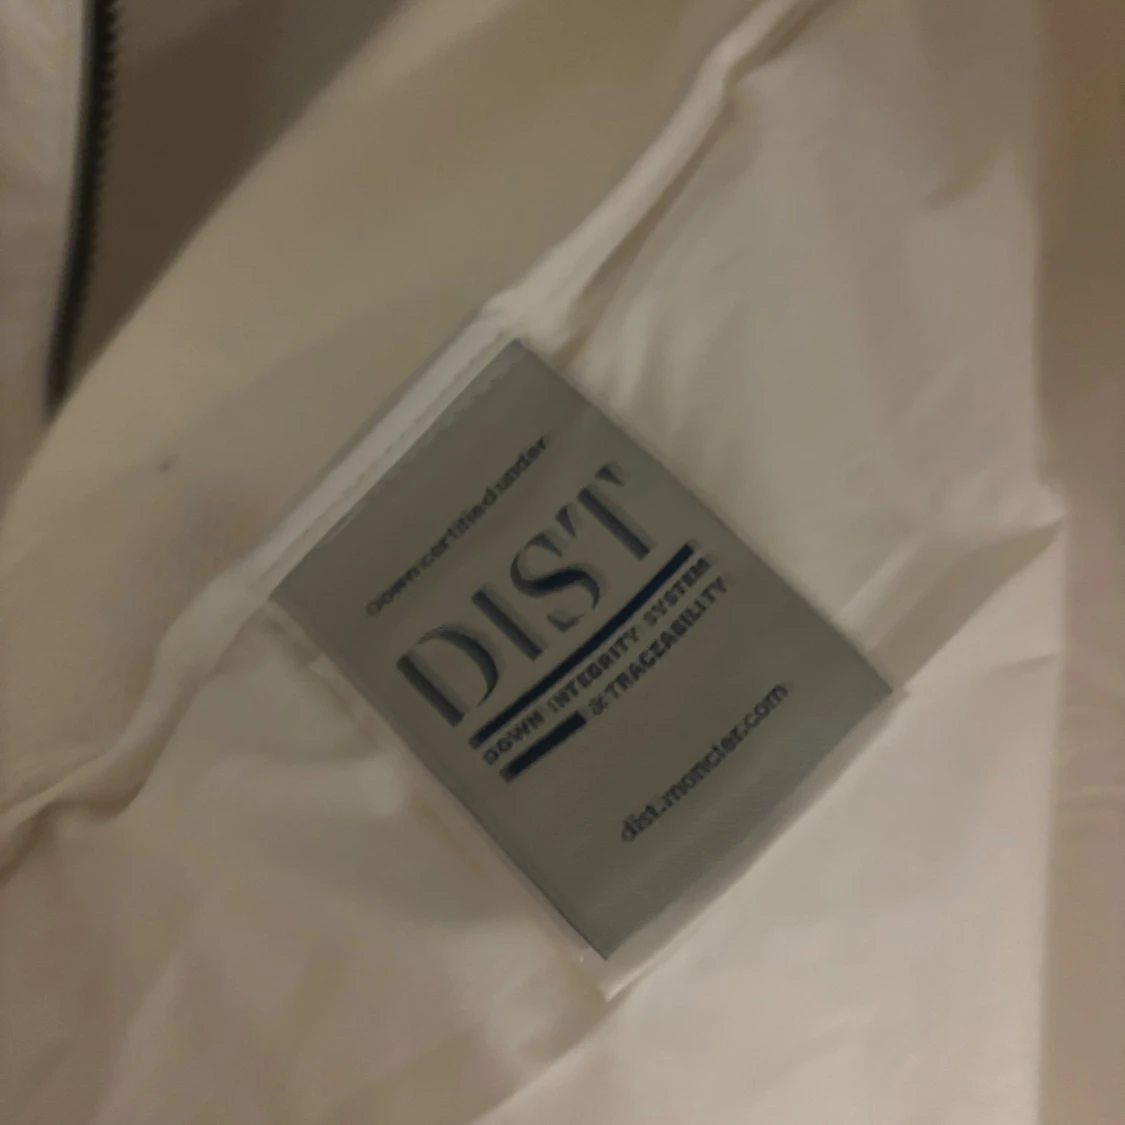 Down certified under
DIST
DOWN INTEGRITY SYSTEM
& TRACEABILITY
dist.moncler.com